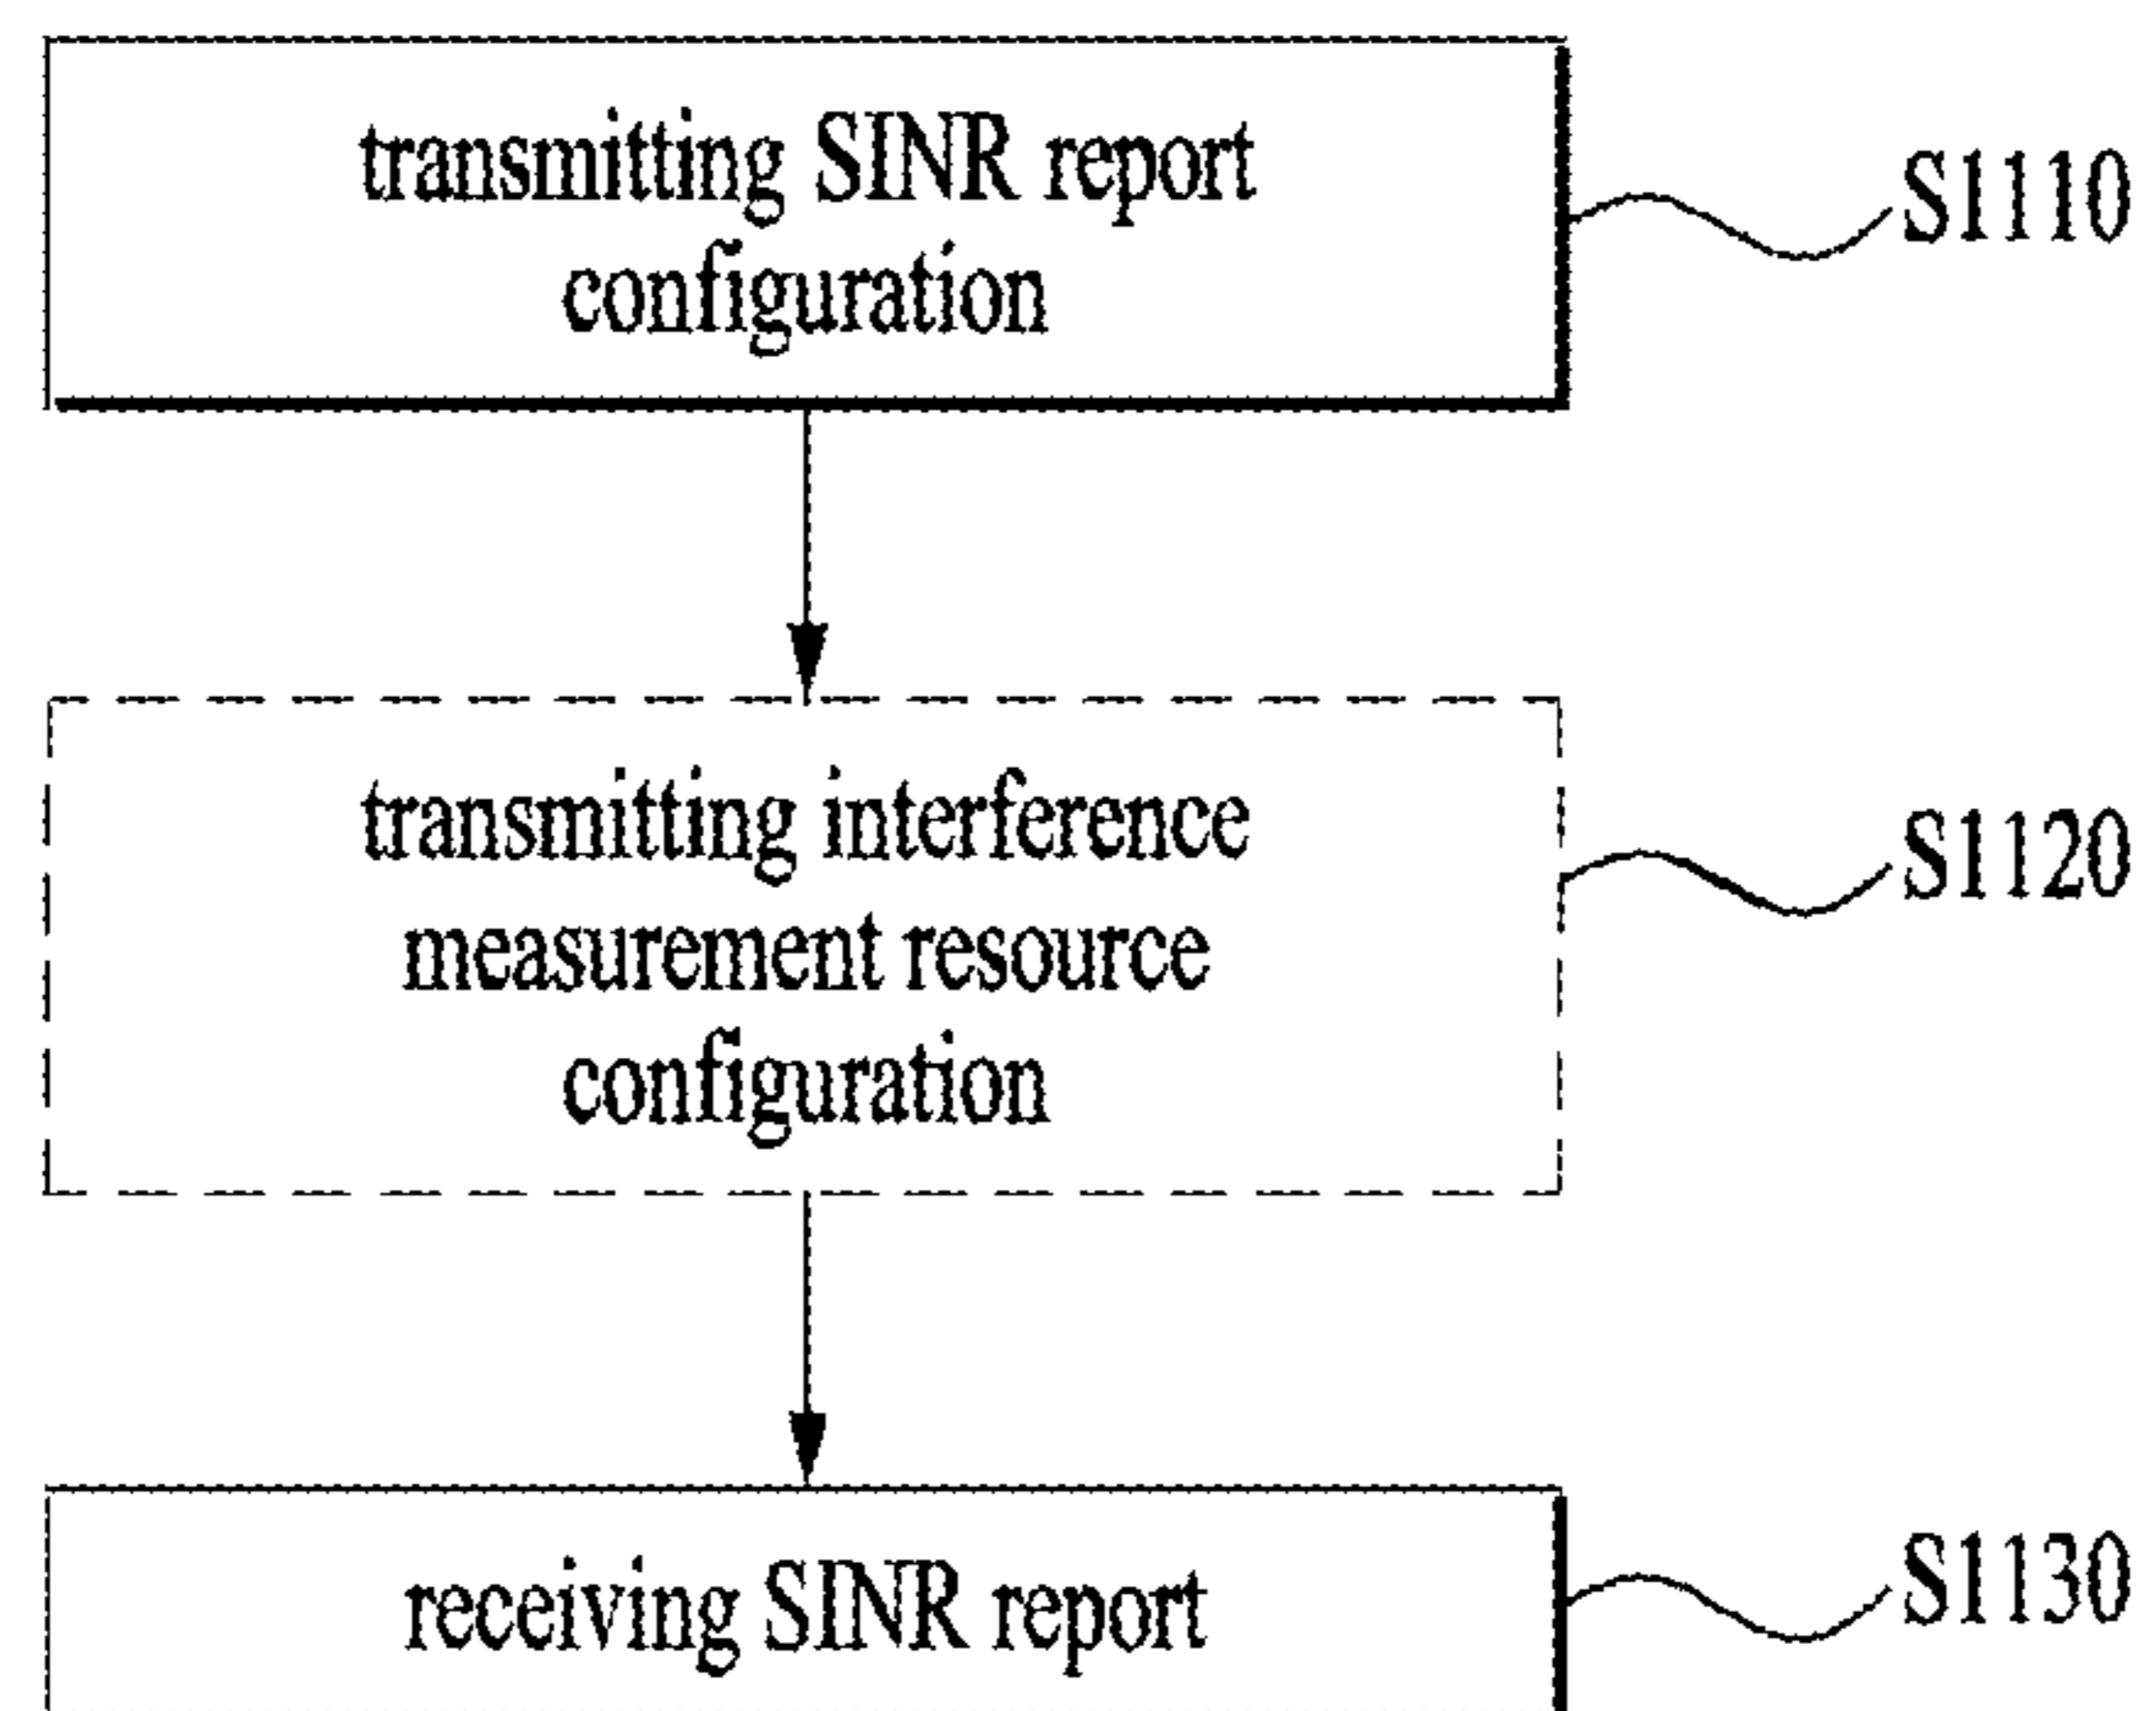 transmitting SINR report
configuration
S1110
transmitting interference
measurement resource
configuration
S1120
receiving SINR report
S1130